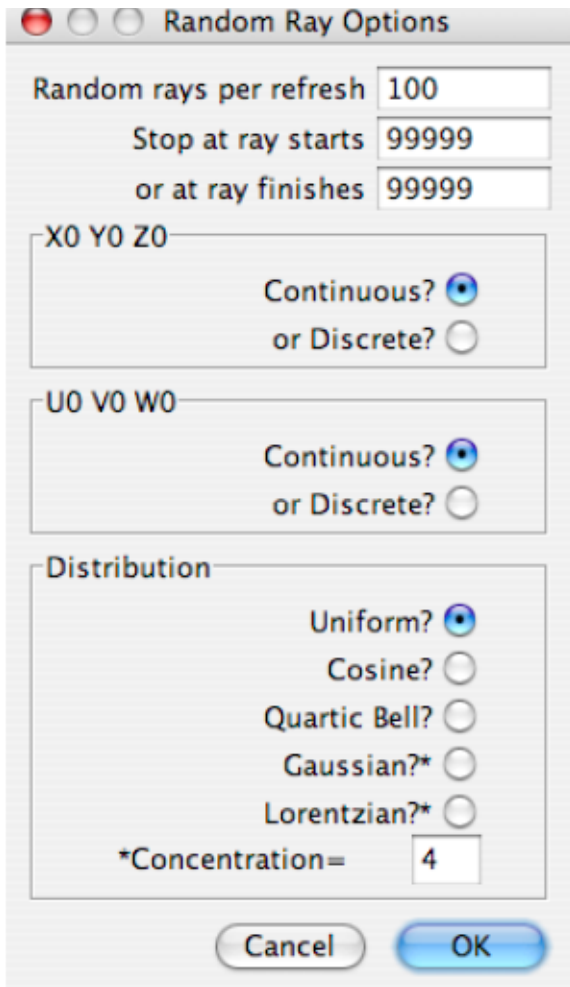 Random Ray Options
Random rays per refresh 100
Stop at ray starts 99999
or at ray finishes 99999
X0 Y0 Z0
Continuous?
or Discrete?
U0 V0 W0
Continuous?
or Discrete?
Distribution
Uniform?
Cosine?
Quartic Bell?
Gaussian?*
Lorentzian?*
*Concentration= 4
Cancel OK